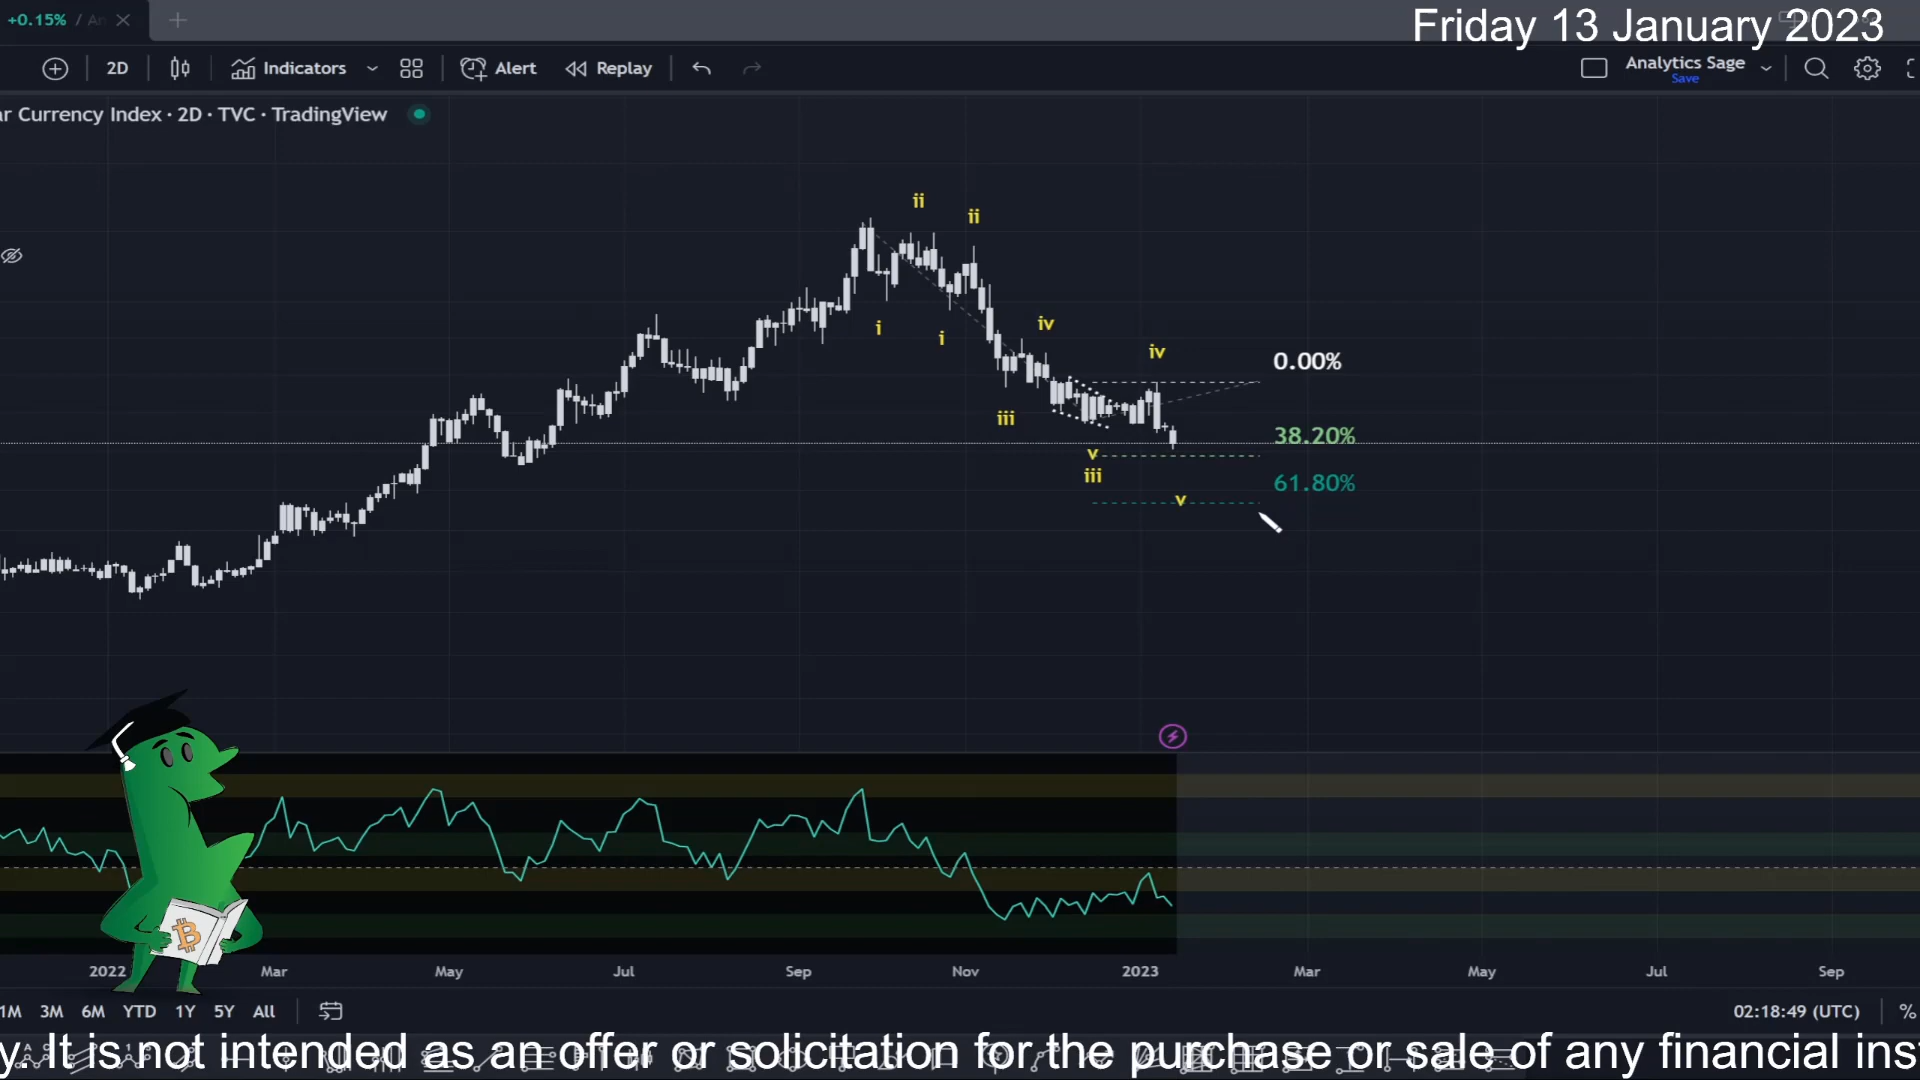 Friday 13 January 2023
+0.15% / An
2D Indicators Alert Replay Analytics Sage
Save
ar Currency Index · 2D · TVC · TradingView
ii
ii
i
i
iv
iv
0.00%
iii
38.20%
v
iii
61.80%
v
2022 Mar May Jul Sep Nov 2023 Mar May Jul Sep
1M 3M 6M YTD 1Y 5Y All 02:18:49 (UTC) %
y. It is not intended as an offer or solicitation for the purchase or sale of any financial ins